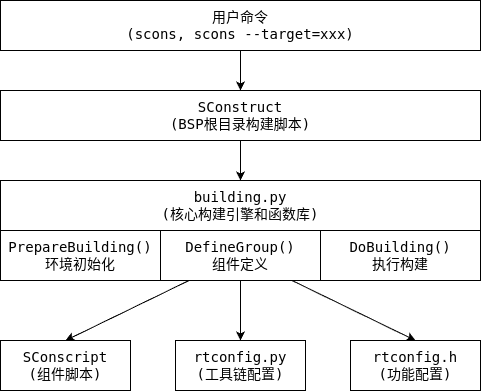 用户命令
(scons, scons --target=xxx)
SConstruct
(BSP根目录构建脚本)
building.py
(核心构建引擎和函数库)
PrepareBuilding()
环境初始化
DefineGroup()
组件定义
DoBuilding()
执行构建
SConscript
(组件脚本)
rtconfig.py
(工具链配置)
rtconfig.h
(功能配置)